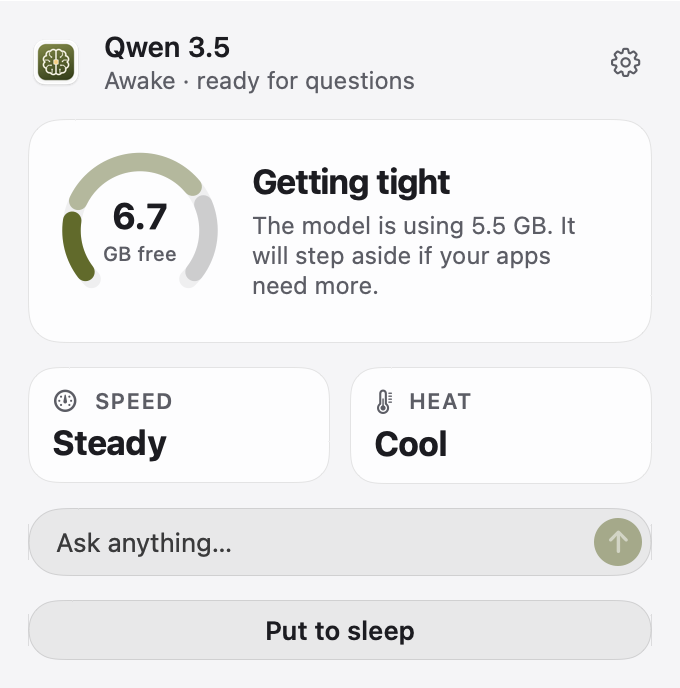 Qwen 3.5
Awake · ready for questions
6.7
GB free
Getting tight
The model is using 5.5 GB. It
will step aside if your apps
need more.
SPEED
Steady
HEAT
Cool
Ask anything...
Put to sleep